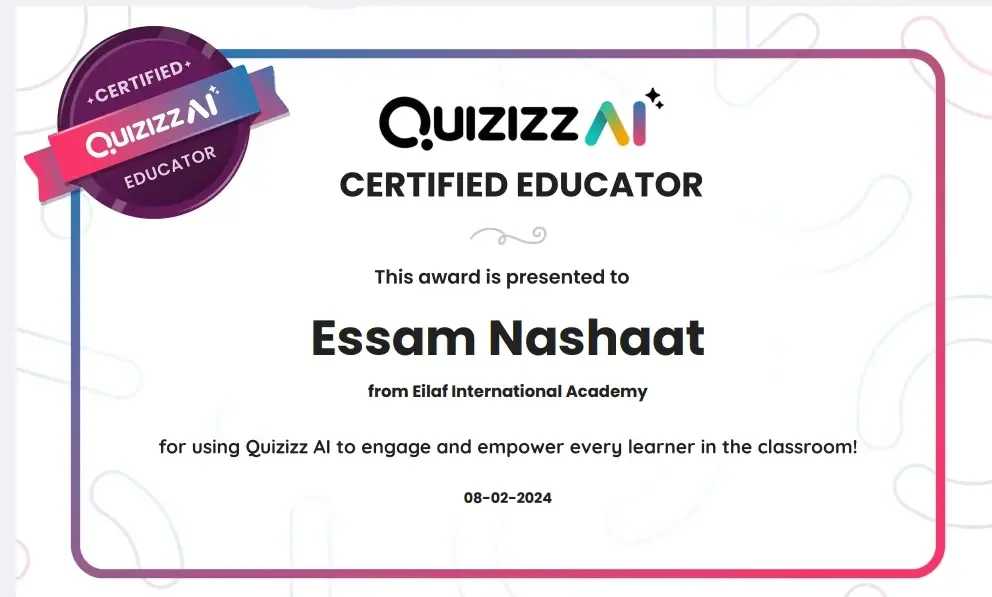 CERTIFIED
QUIZIZZ AI
EDUCATOR
QUIZIZZ AI
CERTIFIED EDUCATOR
This award is presented to
Essam Nashaat
from Eilaf International Academy
for using Quizizz AI to engage and empower every learner in the classroom!
08-02-2024